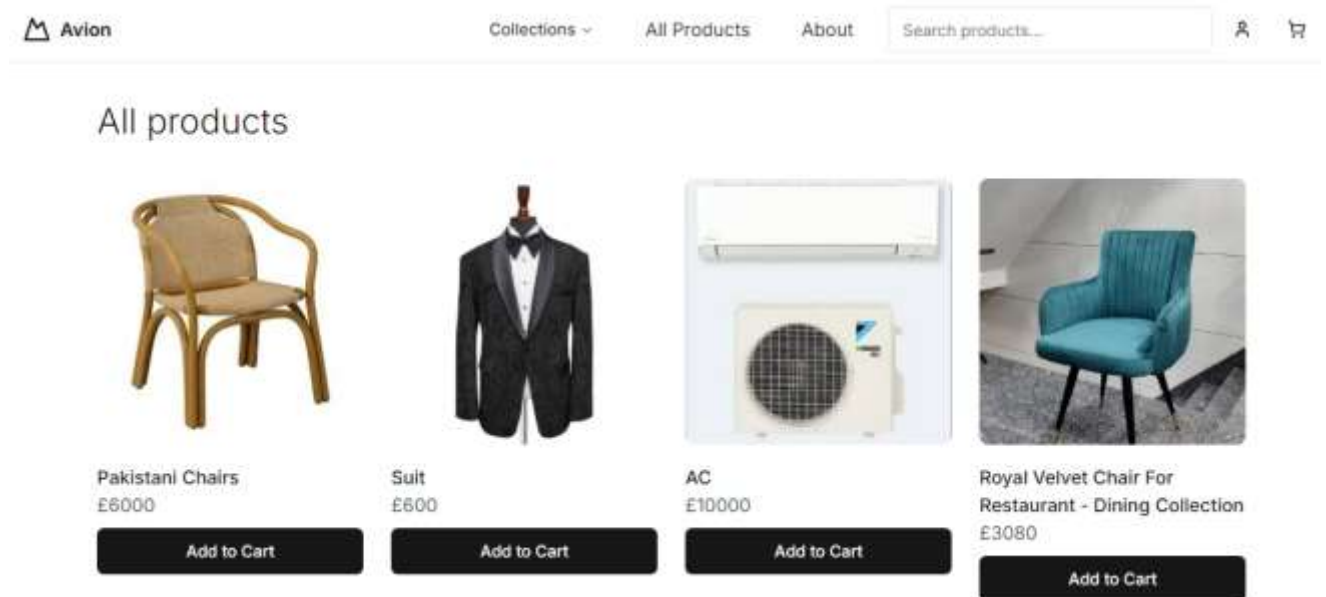 Avion
Collections
All Products
About
Search products...
All products
Pakistani Chairs
£6000
Add to Cart
Suit
£600
Add to Cart
AC
£10000
Add to Cart
Royal Velvet Chair For
Restaurant - Dining Collection
£3080
Add to Cart